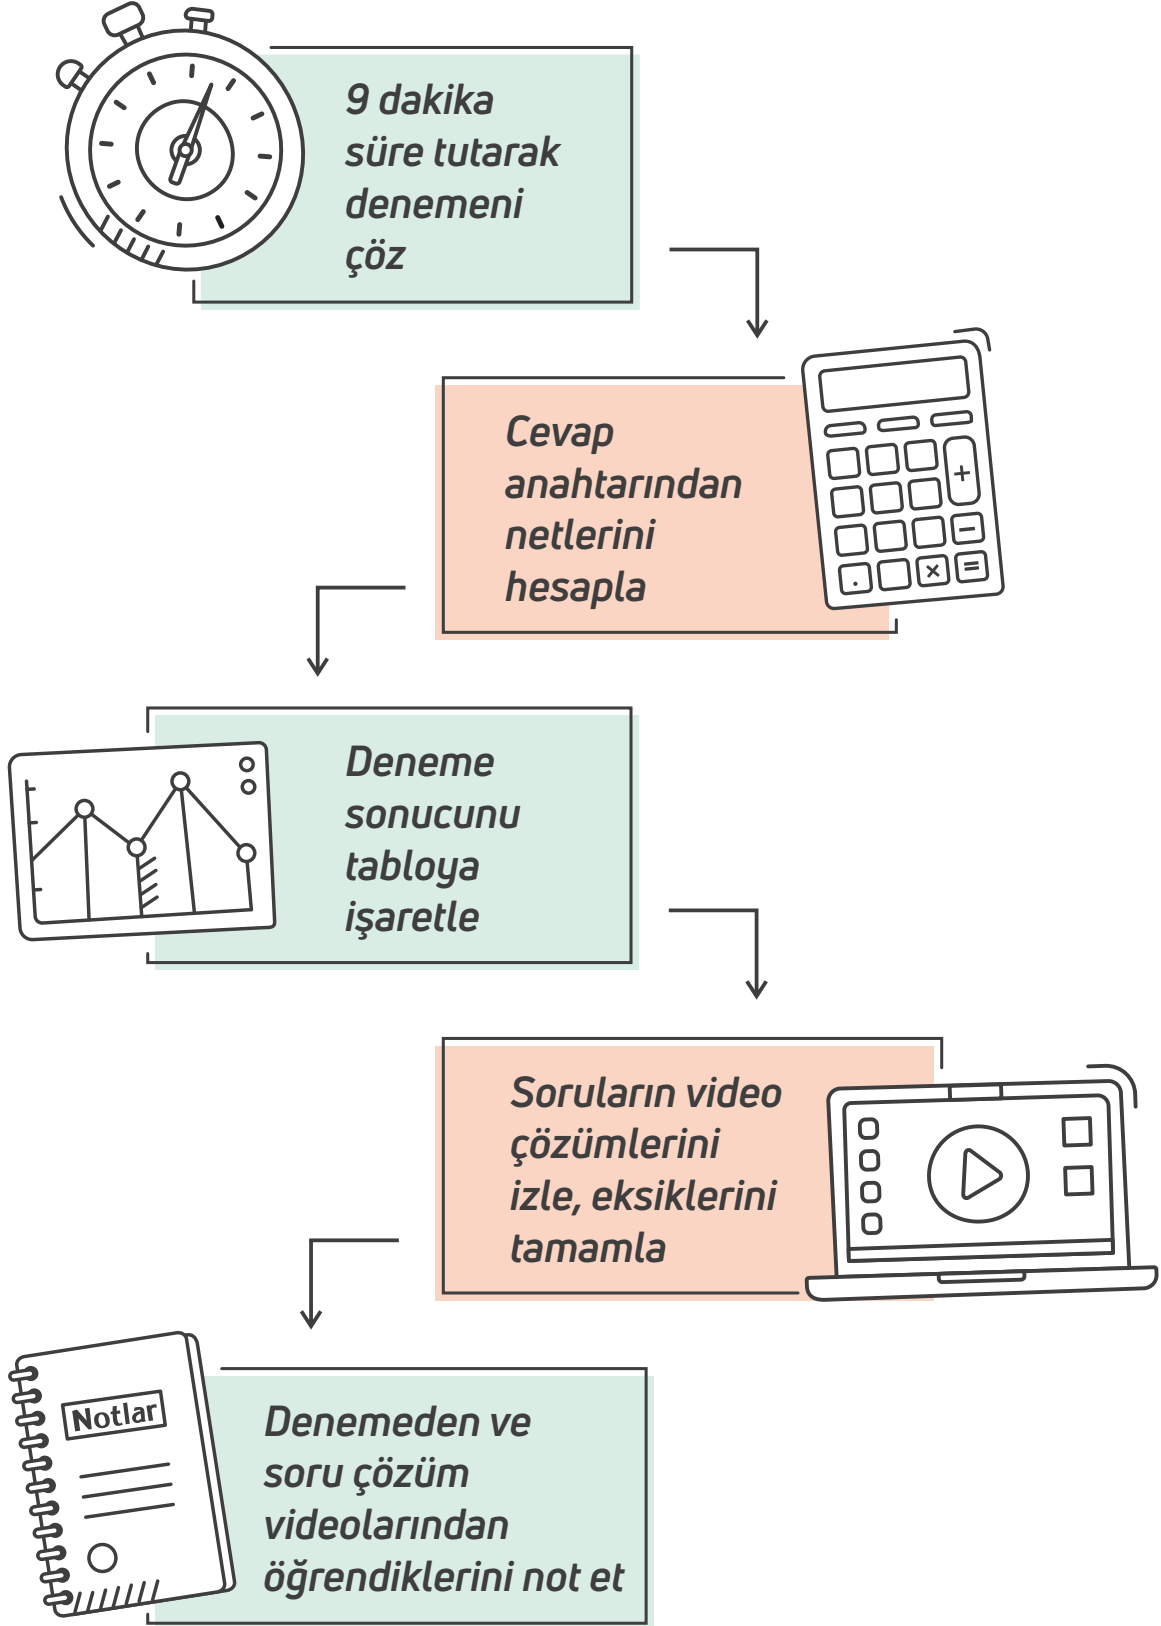 9 dakika
süre tutarak
denemeni
çöz
Cevap
anahtarından
netlerini
hesapla
+
−
.
×
=
Deneme
sonucunu
tabloya
işaretle
Soruların video
çözümlerini
izle, eksiklerini
tamamla
Notlar
Denemeden ve
soru çözüm
videolarından
öğrendiklerini not et